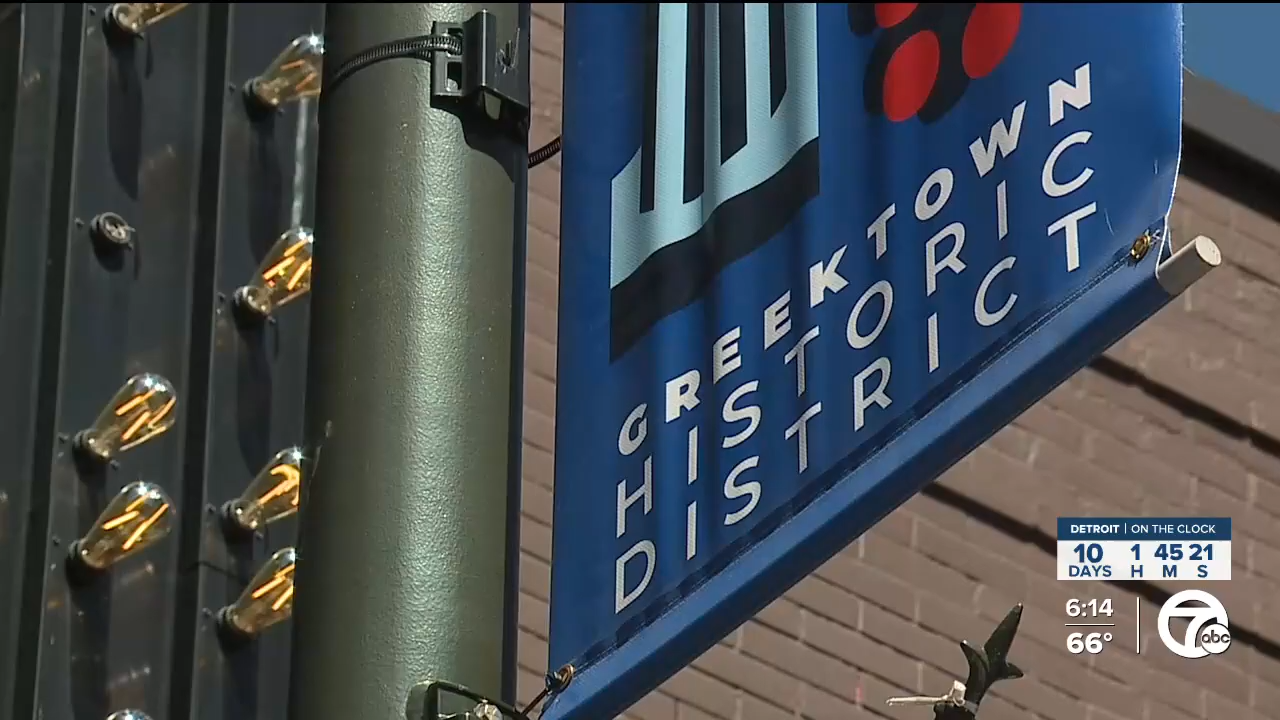 GREEKTOWN
HISTORIC
DISTRICT
DETROIT | ON THE CLOCK
10 1 45 21
DAYS H M S
6:14
66°
7 abc